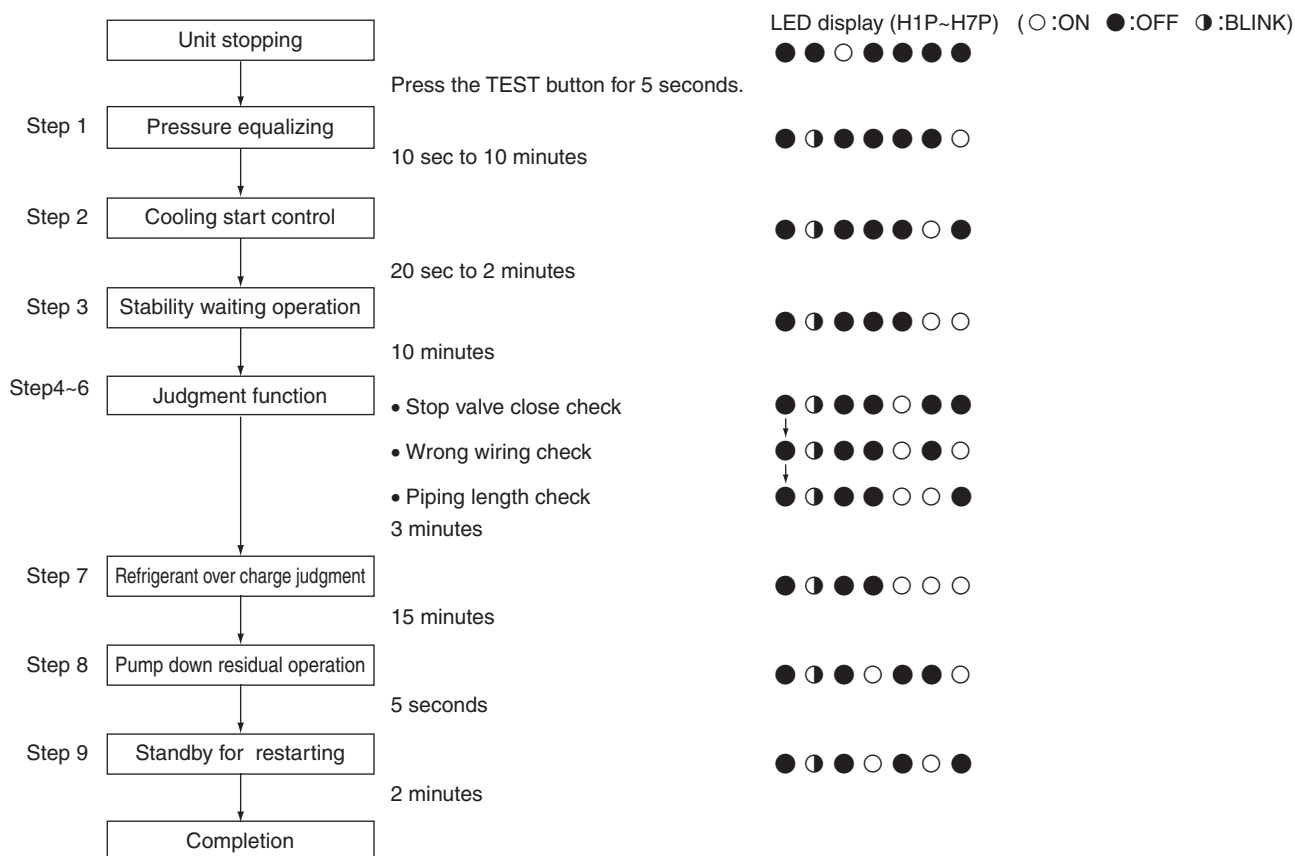 LED display (H1P~H7P) ( ○ :ON ● :OFF ◑ :BLINK)
Unit stopping
Press the TEST button for 5 seconds.
Step 1 Pressure equalizing
10 sec to 10 minutes
Step 2 Cooling start control
20 sec to 2 minutes
Step 3 Stability waiting operation
10 minutes
Step4~6 Judgment function
• Stop valve close check
• Wrong wiring check
• Piping length check
3 minutes
Step 7 Refrigerant over charge judgment
15 minutes
Step 8 Pump down residual operation
5 seconds
Step 9 Standby for restarting
2 minutes
Completion